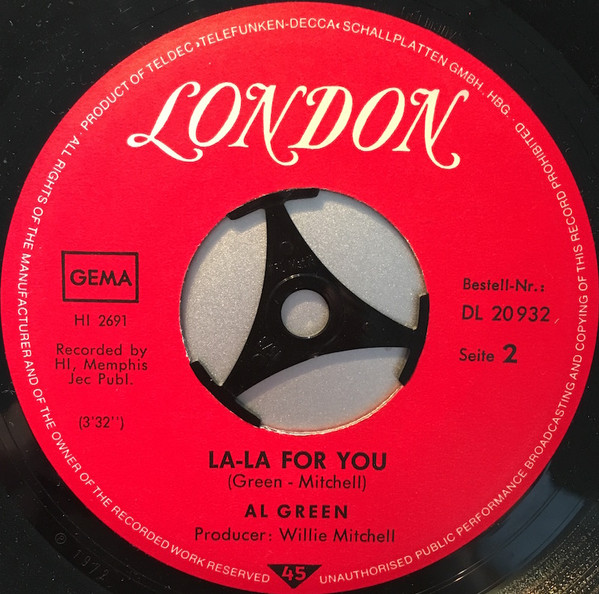 ALL RIGHTS OF THE MANUFACTURER AND OF THE OWNER OF THE RECORDED WORK RESERVED
· PRODUCT OF TELDEC ›TELEFUNKEN-DECCA‹ SCHALLPLATTEN GMBH., HBG.
UNAUTHORISED PUBLIC PERFORMANCE BROADCASTING AND COPYING OF THIS RECORD PROHIBITED
LONDON
GEMA
HI 2691
Recorded by
HI, Memphis
Jec Publ.
(3'32'')
Bestell-Nr.:
DL 20 932
Seite 2
LA-LA FOR YOU
(Green - Mitchell)
AL GREEN
Producer: Willie Mitchell
℗ 1972
45